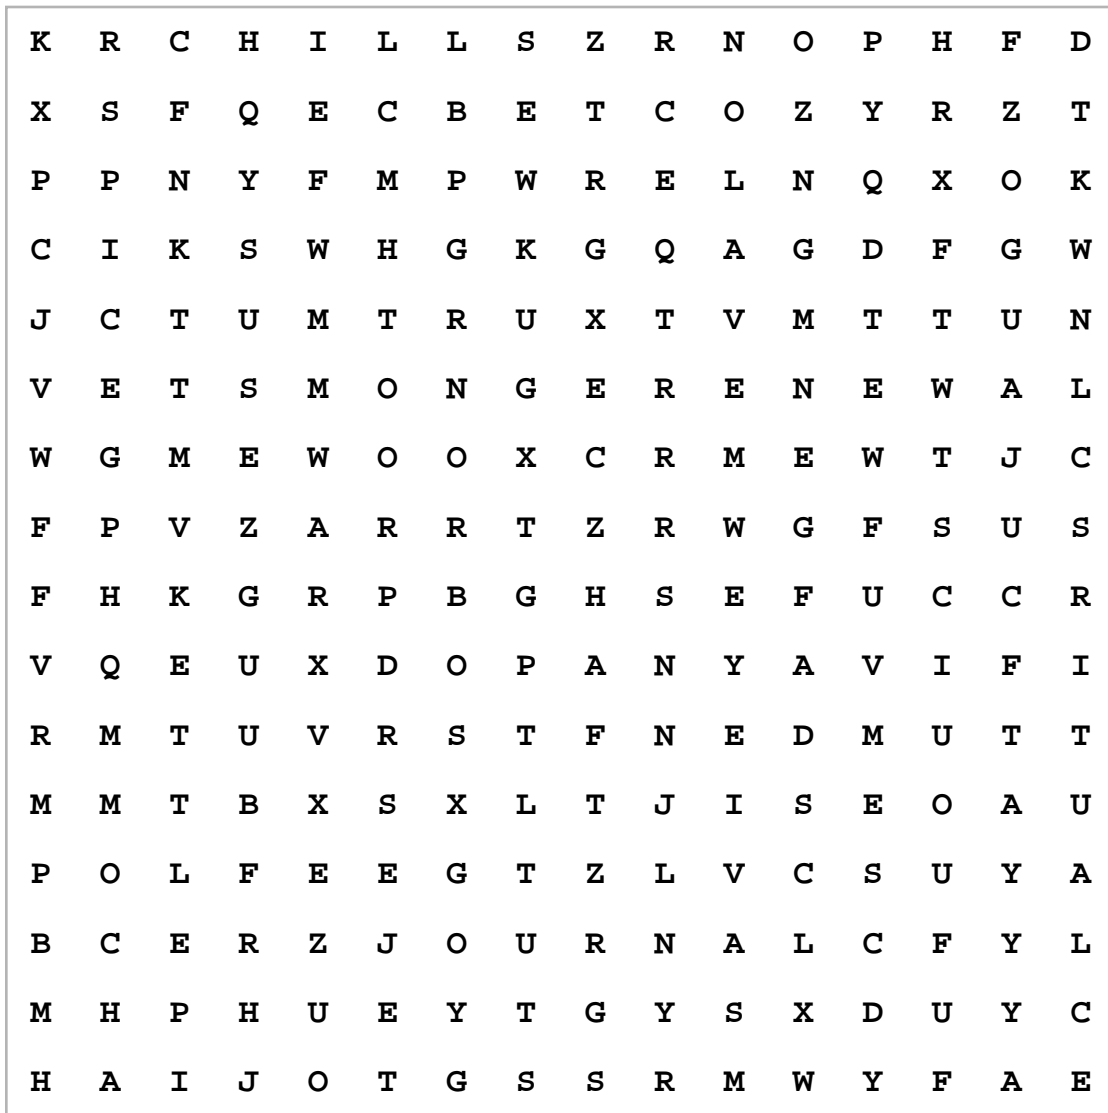 K R C H I L L S Z R N O P H F D
X S F Q E C B E T C O Z Y R Z T
P P N Y F M P W R E L N Q X O K
C I K S W H G K G Q A G D F G W
J C T U M T R U X T V M T T U N
V E T S M O N G E R E N E W A L
W G M E W O O X C R M E W T J C
F P V Z A R R T Z R W G F S U S
F H K G R P B G H S E F U C C R
V Q E U X D O P A N Y A V I F I
R M T U V R S T F N E D M U T T
M M T B X S X L T J I S E O A U
P O L F E E G T Z L V C S U Y A
B C E R Z J O U R N A L C F Y L
M H P H U E Y T G Y S X D U Y C
H A I J O T G S S R M W Y F A E